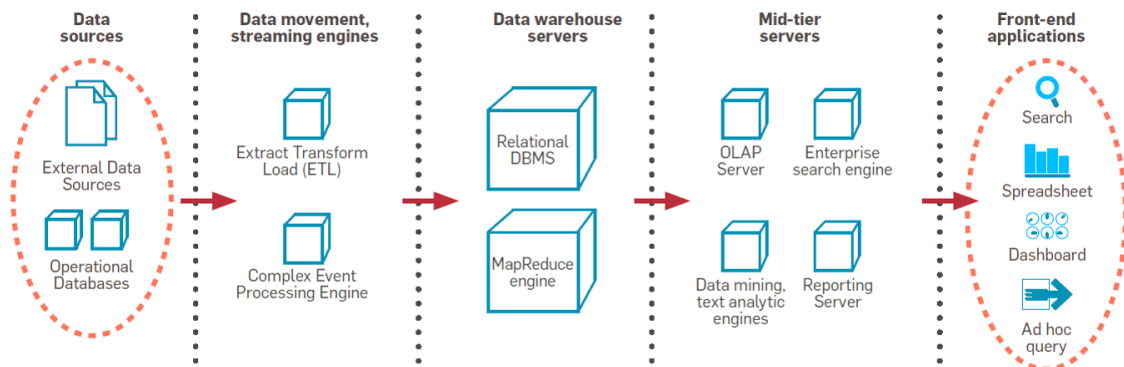 Data
sources
Data movement,
streaming engines
Data warehouse
servers
Mid-tier
servers
Front-end
applications
External Data
Sources
Operational
Databases
Extract Transform
Load (ETL)
Complex Event
Processing Engine
Relational
DBMS
MapReduce
engine
OLAP
Server
Enterprise
search engine
Data mining,
text analytic
engines
Reporting
Server
Search
Spreadsheet
Dashboard
Ad hoc
query